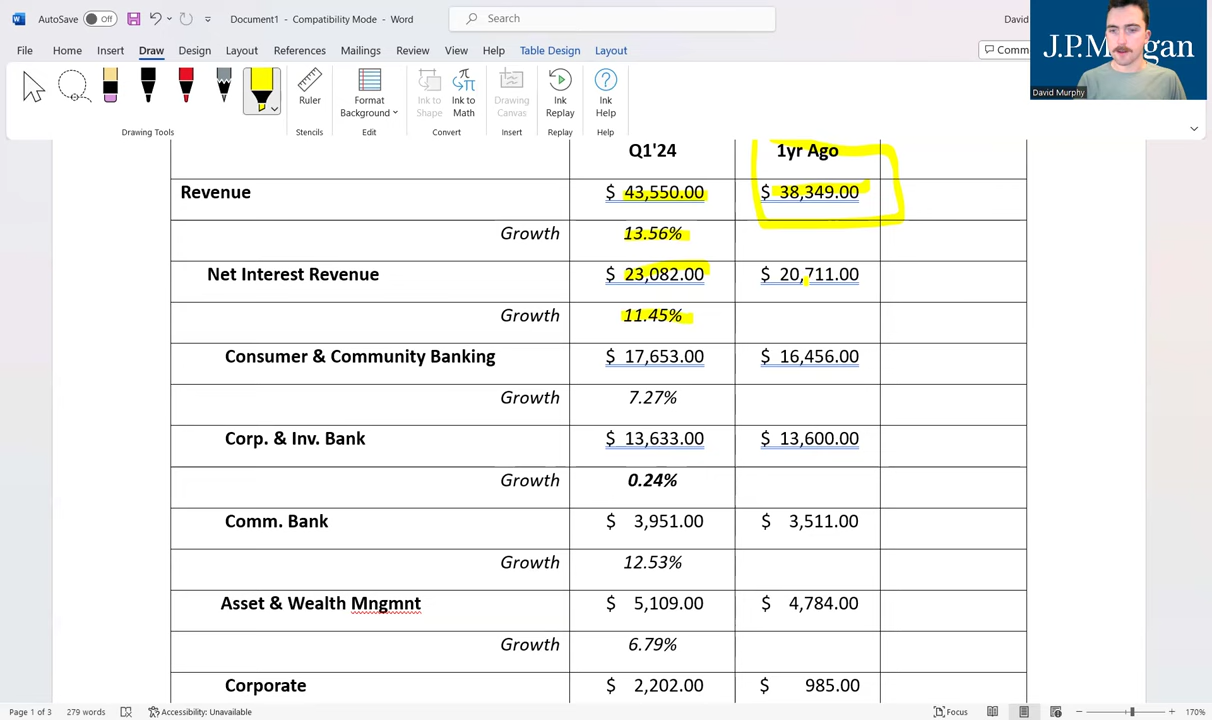 AutoSave Off Document1 - Compatibility Mode - Word Search David
J.P.Morgan
David Murphy
File Home Insert Draw Design Layout References Mailings Review View Help Table Design Layout
Ruler Format Background Ink to Shape Ink to Math Drawing Canvas Ink Replay Ink Help
Drawing Tools Stencils Edit Convert Insert Replay Help
Q1'24 1yr Ago
Revenue $ 43,550.00 $ 38,349.00
Growth 13.56%
Net Interest Revenue $ 23,082.00 $ 20,711.00
Growth 11.45%
Consumer & Community Banking $ 17,653.00 $ 16,456.00
Growth 7.27%
Corp. & Inv. Bank $ 13,633.00 $ 13,600.00
Growth 0.24%
Comm. Bank $ 3,951.00 $ 3,511.00
Growth 12.53%
Asset & Wealth Mngmnt $ 5,109.00 $ 4,784.00
Growth 6.79%
Corporate $ 2,202.00 $ 985.00
Page 1 of 3 279 words Accessibility: Unavailable Focus 170%